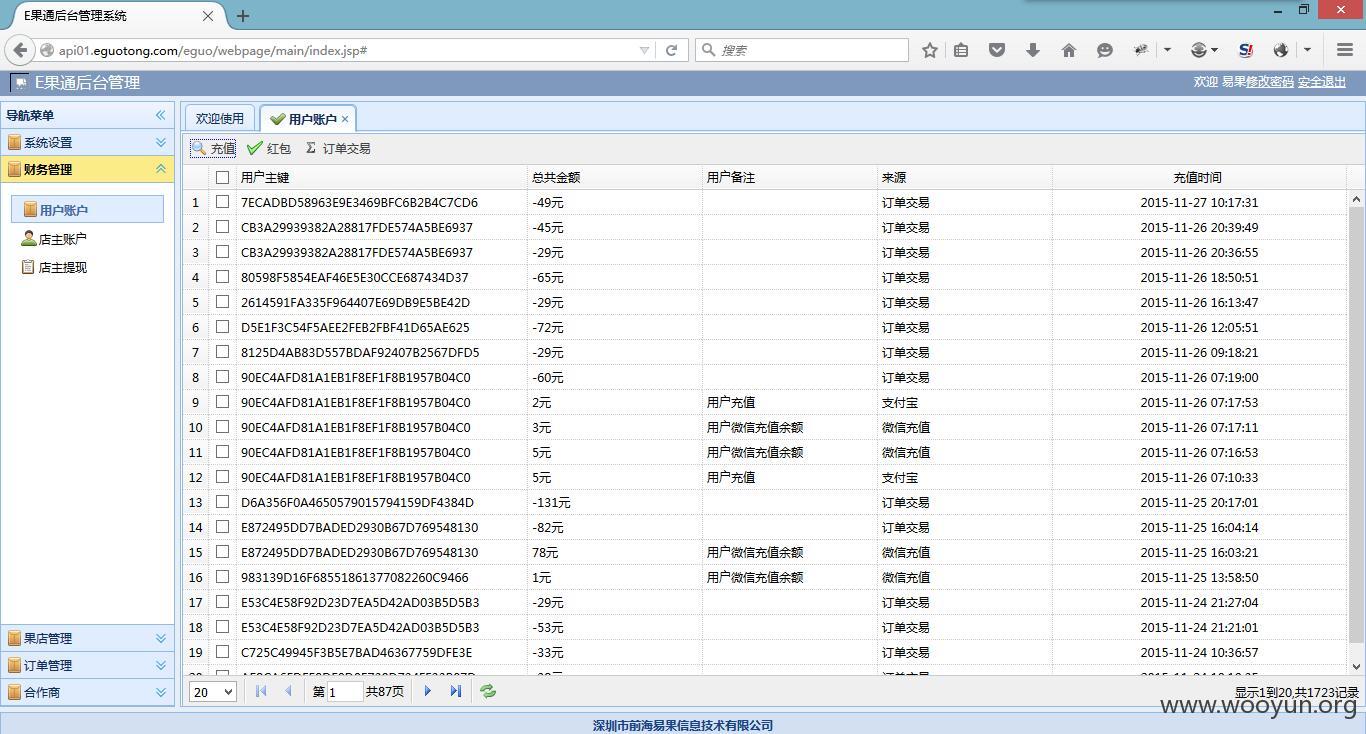 E果通后台管理系统
api01.eguotong.com/eguo/webpage/main/index.jsp#
搜索
E果通后台管理
欢迎 易果修改密码 安全退出
导航菜单
系统设置
财务管理
用户账户
店主账户
店主提现
果店管理
订单管理
合作商
欢迎使用
用户账户
充值 红包 Σ 订单交易
用户主键 总共金额 用户备注 来源 充值时间
1 7ECADBD58963E9E3469BFC6B2B4C7CD6 -49元 订单交易 2015-11-27 10:17:31
2 CB3A29939382A28817FDE574A5BE6937 -45元 订单交易 2015-11-26 20:39:49
3 CB3A29939382A28817FDE574A5BE6937 -29元 订单交易 2015-11-26 20:36:55
4 80598F5854EAF46E5E30CCE687434D37 -65元 订单交易 2015-11-26 18:50:51
5 2614591FA335F964407E69DB9E5BE42D -29元 订单交易 2015-11-26 16:13:47
6 D5E1F3C54F5AEE2FEB2FBF41D65AE625 -72元 订单交易 2015-11-26 12:05:51
7 8125D4AB83D557BDAF92407B2567DFD5 -29元 订单交易 2015-11-26 09:18:21
8 90EC4AFD81A1EB1F8EF1F8B1957B04C0 -60元 订单交易 2015-11-26 07:19:00
9 90EC4AFD81A1EB1F8EF1F8B1957B04C0 2元 用户充值 支付宝 2015-11-26 07:17:53
10 90EC4AFD81A1EB1F8EF1F8B1957B04C0 3元 用户微信充值余额 微信充值 2015-11-26 07:17:11
11 90EC4AFD81A1EB1F8EF1F8B1957B04C0 5元 用户微信充值余额 微信充值 2015-11-26 07:16:53
12 90EC4AFD81A1EB1F8EF1F8B1957B04C0 5元 用户充值 支付宝 2015-11-26 07:10:33
13 D6A356F0A4650579015794159DF4384D -131元 订单交易 2015-11-25 20:17:01
14 E872495DD7BADED2930B67D769548130 -82元 订单交易 2015-11-25 16:04:14
15 E872495DD7BADED2930B67D769548130 78元 用户微信充值余额 微信充值 2015-11-25 16:03:21
16 983139D16F68551861377082260C9466 1元 用户微信充值余额 微信充值 2015-11-25 13:58:50
17 E53C4E58F92D23D7EA5D42AD03B5D5B3 -29元 订单交易 2015-11-24 21:27:04
18 E53C4E58F92D23D7EA5D42AD03B5D5B3 -53元 订单交易 2015-11-24 21:21:01
19 C725C49945F3B5E7BAD46367759DFE3E -33元 订单交易 2015-11-24 10:36:57
20 第 1 共87页
显示1到20,共1723记录
www.wooyun.org
深圳市前海易果信息技术有限公司